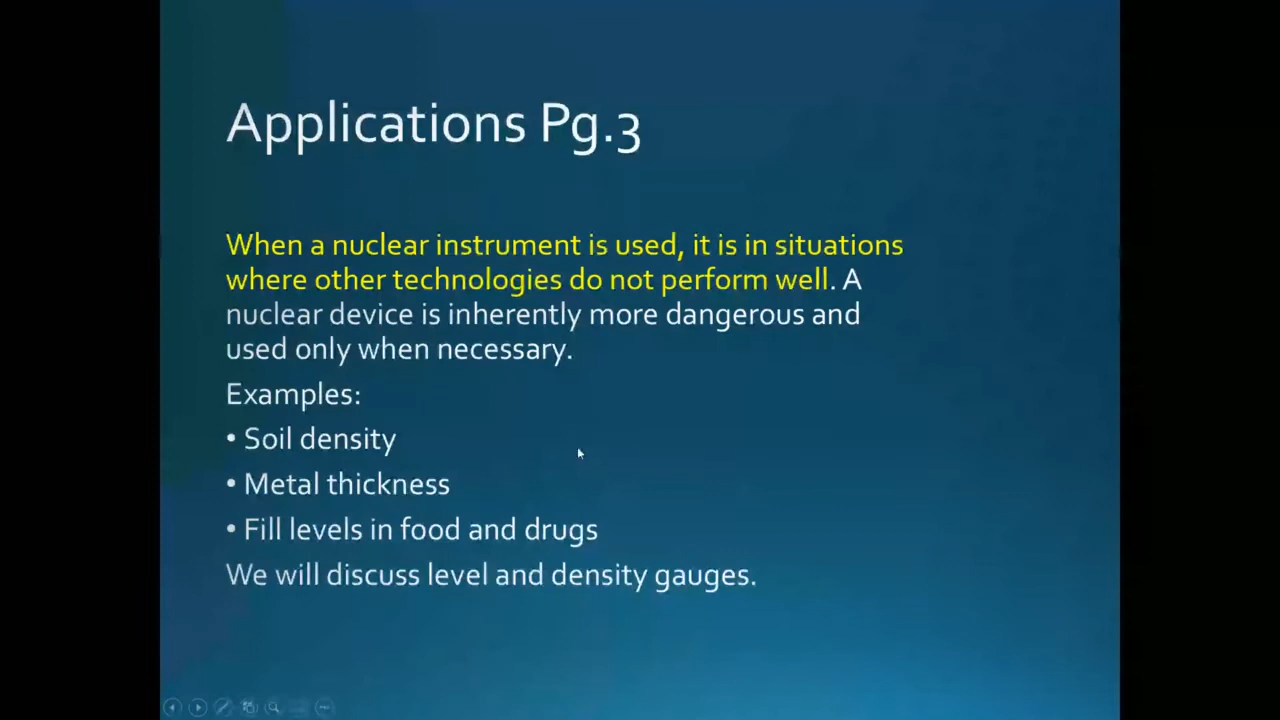 Applications Pg.3
When a nuclear instrument is used, it is in situations
where other technologies do not perform well. A
nuclear device is inherently more dangerous and
used only when necessary.
Examples:
• Soil density
• Metal thickness
• Fill levels in food and drugs
We will discuss level and density gauges.